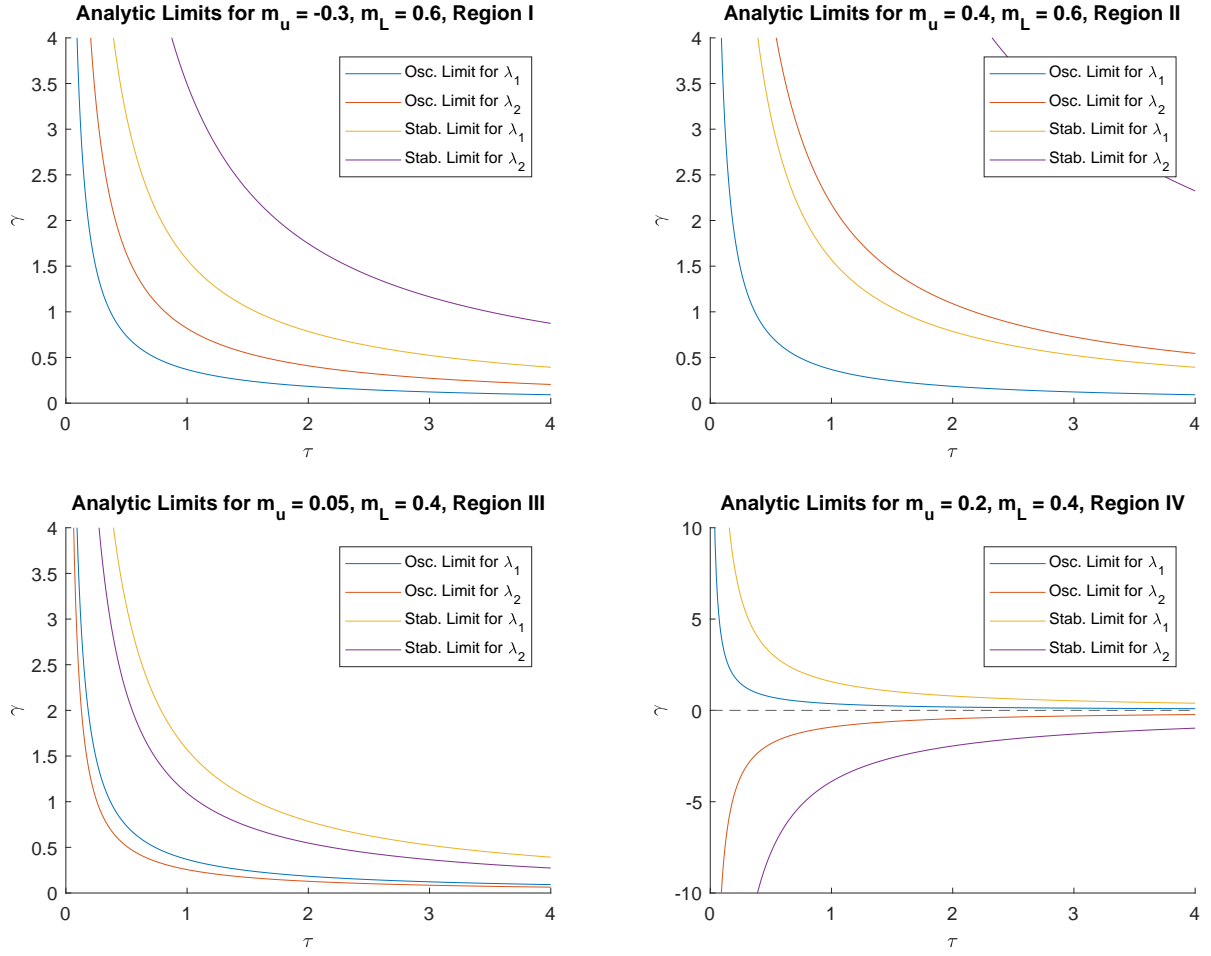 Analytic Limits for m_u = -0.3, m_L = 0.6, Region I
4
3.5
3
2.5
2
1.5
1
0.5
0
γ
0 1 2 3 4
τ
Osc. Limit for λ_1
Osc. Limit for λ_2
Stab. Limit for λ_1
Stab. Limit for λ_2
Analytic Limits for m_u = 0.4, m_L = 0.6, Region II
4
3.5
3
2.5
2
1.5
1
0.5
0
γ
0 1 2 3 4
τ
Osc. Limit for λ_1
Osc. Limit for λ_2
Stab. Limit for λ_1
Stab. Limit for λ_2
Analytic Limits for m_u = 0.05, m_L = 0.4, Region III
4
3.5
3
2.5
2
1.5
1
0.5
0
γ
0 1 2 3 4
τ
Osc. Limit for λ_1
Osc. Limit for λ_2
Stab. Limit for λ_1
Stab. Limit for λ_2
Analytic Limits for m_u = 0.2, m_L = 0.4, Region IV
10
5
0
-5
-10
γ
0 1 2 3 4
τ
Osc. Limit for λ_1
Osc. Limit for λ_2
Stab. Limit for λ_1
Stab. Limit for λ_2